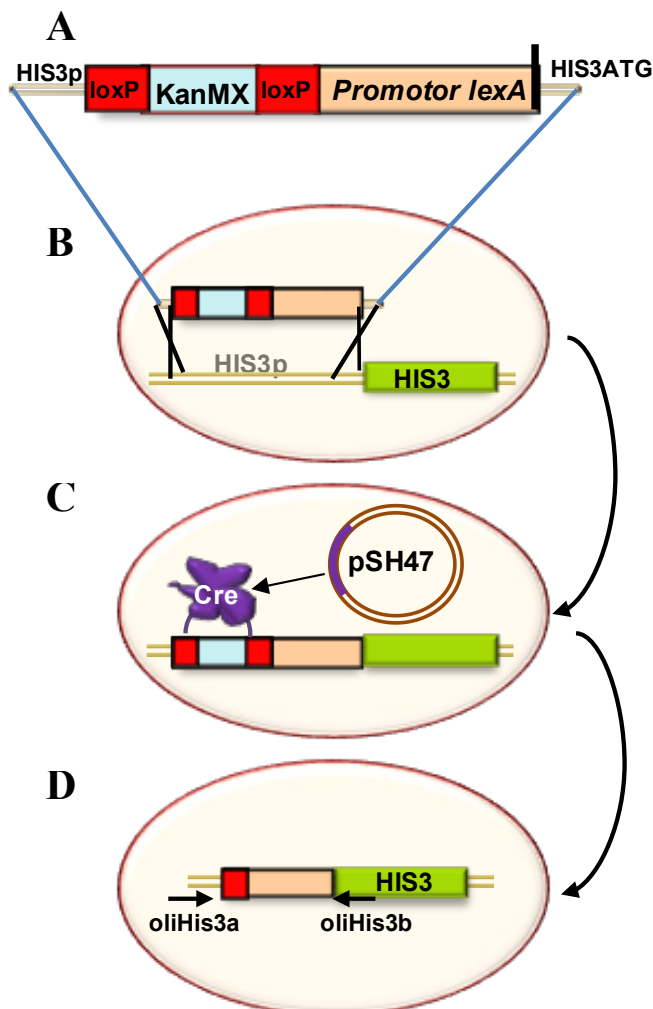 A
HIS3p
loxP
KanMX
loxP
Promotor lexA
HIS3ATG
B
HIS3p
HIS3
C
Cre
pSH47
D
HIS3
oliHis3a
oliHis3b